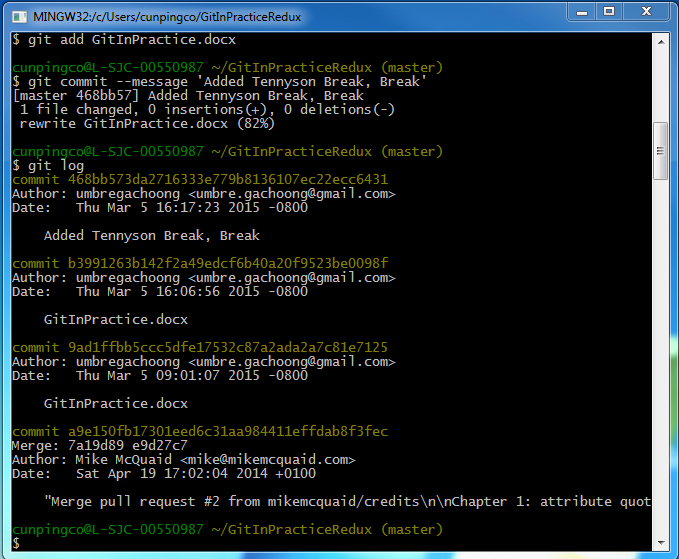 MINGW32:/c/Users/cunpingco/GitInPracticeRedux
$ git add GitInPractice.docx
cunpingco@L-SJC-00550987 ~/GitInPracticeRedux (master)
$ git commit --message 'Added Tennyson Break, Break'
[master 468bb57] Added Tennyson Break, Break
1 file changed, 0 insertions(+), 0 deletions(-)
rewrite GitInPractice.docx (82%)
cunpingco@L-SJC-00550987 ~/GitInPracticeRedux (master)
$ git log
commit 468bb573da2716333e779b8136107ec22ecc6431
Author: umbregachoong <umbre.gachoong@gmail.com>
Date:   Thu Mar 5 16:17:23 2015 -0800
Added Tennyson Break, Break
commit b3991263b142f2a49edcf6b40a20f9523be0098f
Author: umbregachoong <umbre.gachoong@gmail.com>
Date:   Thu Mar 5 16:06:56 2015 -0800
GitInPractice.docx
commit 9ad1ffbb5ccc5dfe17532c87a2ada2a7c81e7125
Author: umbregachoong <umbre.gachoong@gmail.com>
Date:   Thu Mar 5 09:01:07 2015 -0800
GitInPractice.docx
commit a9e150fb17301eed6c31aa984411effdab8f3fec
Merge: 7a19d89 e9d27c7
Author: Mike McQuaid <mike@mikemcquaid.com>
Date:   Sat Apr 19 17:02:04 2014 +0100
"Merge pull request #2 from mikemcquaid/credits\n\nChapter 1: attribute quot
cunpingco@L-SJC-00550987 ~/GitInPracticeRedux (master)
$